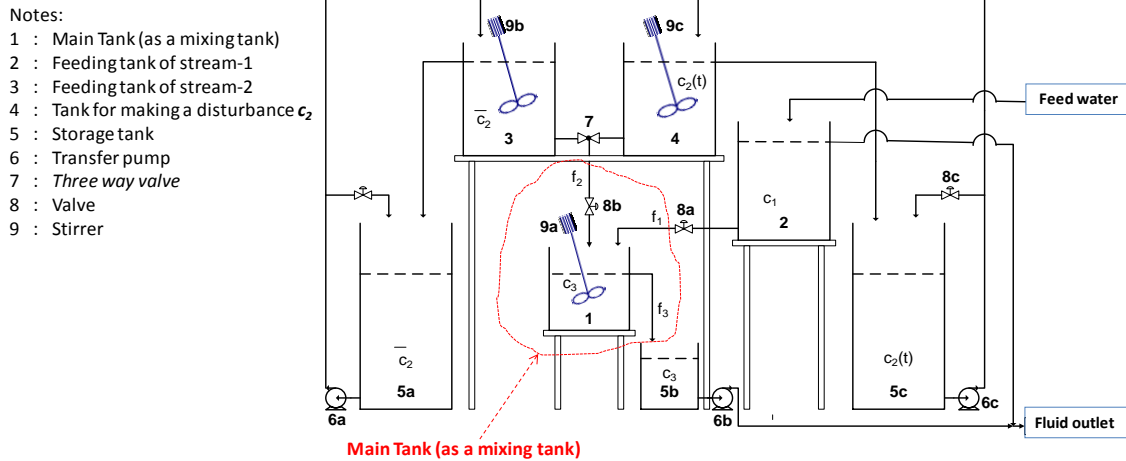 Notes:
1 : Main Tank (as a mixing tank)
2 : Feeding tank of stream-1
3 : Feeding tank of stream-2
4 : Tank for making a disturbance c₂
5 : Storage tank
6 : Transfer pump
7 : Three way valve
8 : Valve
9 : Stirrer
9b
9c
c̅₂
3
7
c₂(t)
4
Feed water
f₂
8b
9a
f₁
8a
c₁
2
8c
c₃
1
f₃
c̅₂
5a
c₃
5b
c₂(t)
5c
6a
6b
6c
Fluid outlet
Main Tank (as a mixing tank)